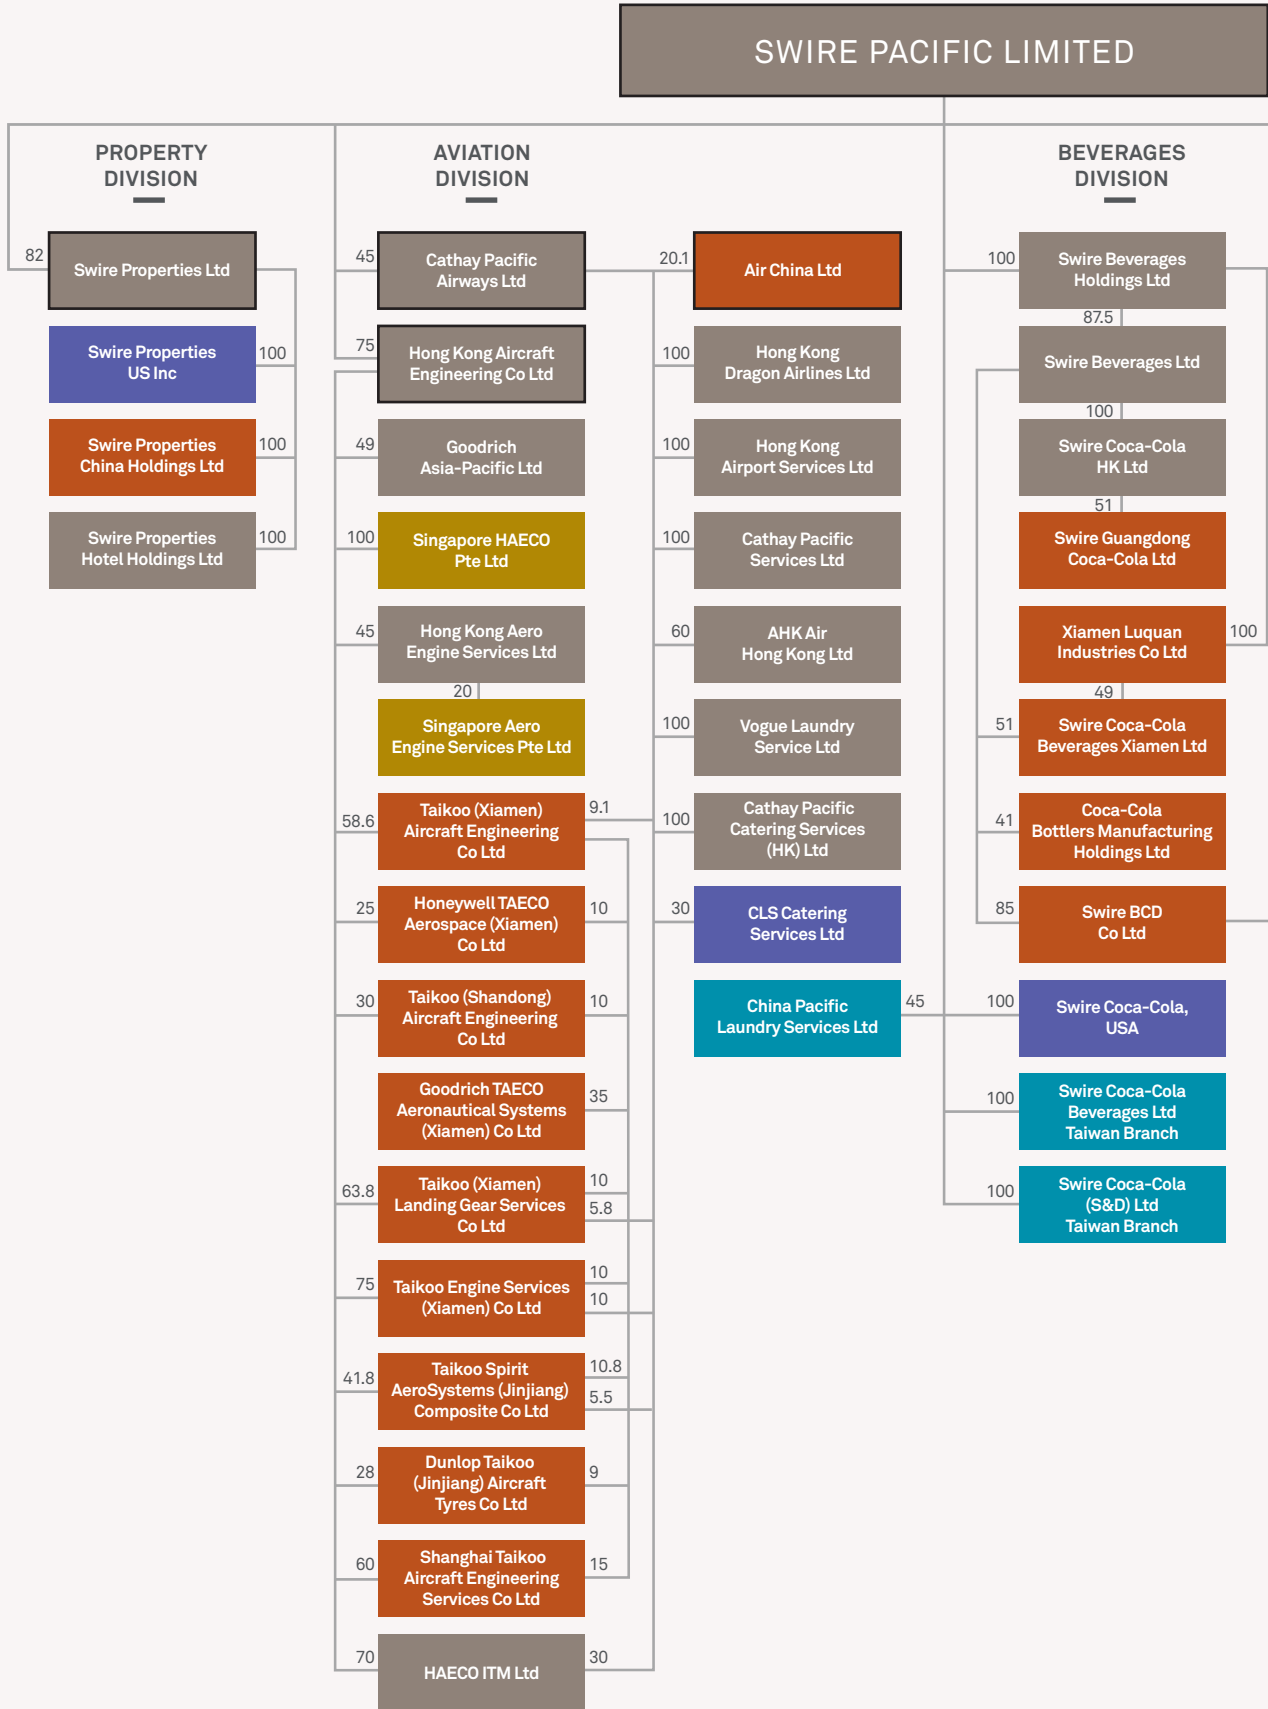 SWIRE PACIFIC LIMITED
PROPERTY
DIVISION
82
Swire Properties Ltd
Swire Properties
US Inc
100
Swire Properties
China Holdings Ltd
100
Swire Properties
Hotel Holdings Ltd
100
AVIATION
DIVISION
45
Cathay Pacific
Airways Ltd
75
Hong Kong Aircraft
Engineering Co Ltd
49
Goodrich
Asia-Pacific Ltd
100
Singapore HAECO
Pte Ltd
45
Hong Kong Aero
Engine Services Ltd
20
Singapore Aero
Engine Services Pte Ltd
58.6
Taikoo (Xiamen)
Aircraft Engineering
Co Ltd
9.1
25
Honeywell TAECO
Aerospace (Xiamen)
Co Ltd
10
30
Taikoo (Shandong)
Aircraft Engineering
Co Ltd
10
Goodrich TAECO
Aeronautical Systems
(Xiamen) Co Ltd
35
63.8
Taikoo (Xiamen)
Landing Gear Services
Co Ltd
10
5.8
75
Taikoo Engine Services
(Xiamen) Co Ltd
10
10
41.8
Taikoo Spirit
AeroSystems (Jinjiang)
Composite Co Ltd
10.8
5.5
28
Dunlop Taikoo
(Jinjiang) Aircraft
Tyres Co Ltd
9
60
Shanghai Taikoo
Aircraft Engineering
Services Co Ltd
15
70
HAECO ITM Ltd
30
20.1
Air China Ltd
100
Hong Kong
Dragon Airlines Ltd
100
Hong Kong
Airport Services Ltd
100
Cathay Pacific
Services Ltd
60
AHK Air
Hong Kong Ltd
100
Vogue Laundry
Service Ltd
100
Cathay Pacific
Catering Services
(HK) Ltd
30
CLS Catering
Services Ltd
China Pacific
Laundry Services Ltd
45
BEVERAGES
DIVISION
100
Swire Beverages
Holdings Ltd
87.5
Swire Beverages Ltd
100
Swire Coca-Cola
HK Ltd
51
Swire Guangdong
Coca-Cola Ltd
Xiamen Luquan
Industries Co Ltd
100
49
51
Swire Coca-Cola
Beverages Xiamen Ltd
41
Coca-Cola
Bottlers Manufacturing
Holdings Ltd
85
Swire BCD
Co Ltd
100
Swire Coca-Cola,
USA
100
Swire Coca-Cola
Beverages Ltd
Taiwan Branch
100
Swire Coca-Cola
(S&D) Ltd
Taiwan Branch